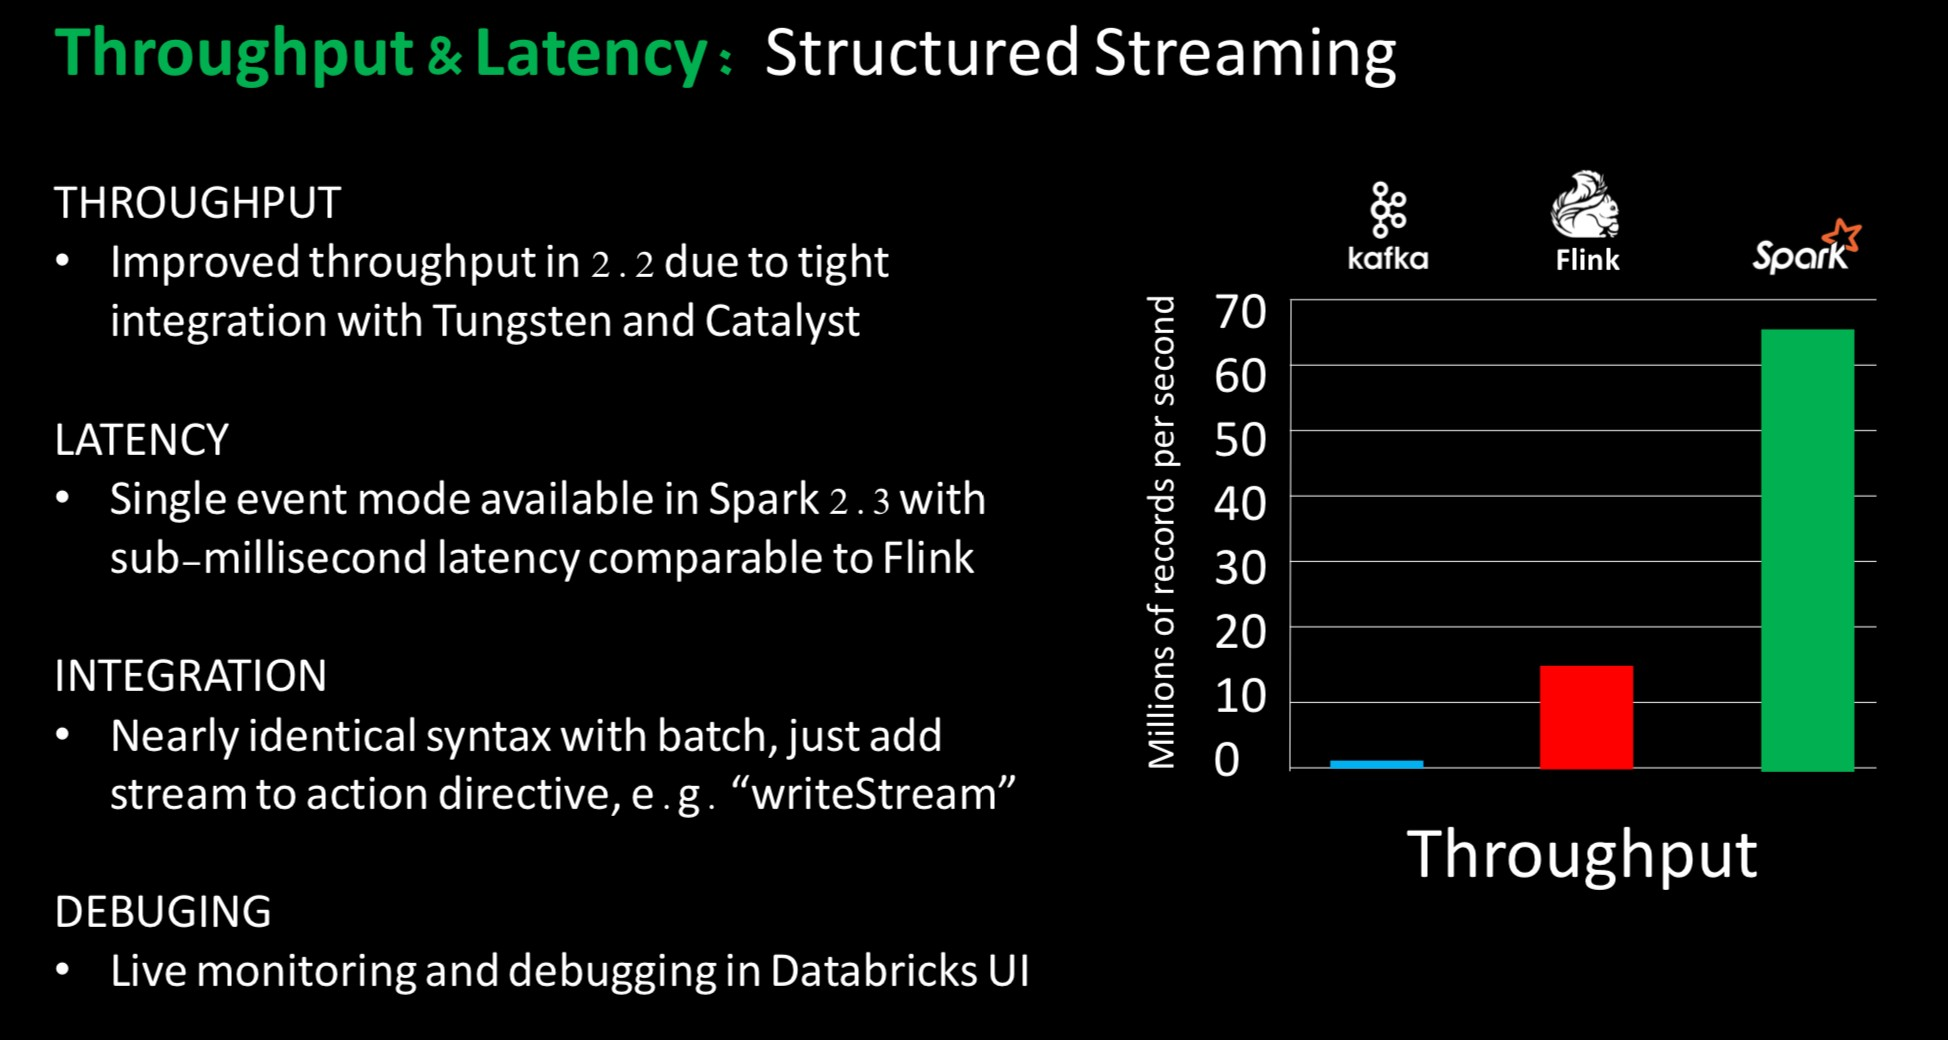 Throughput & Latency: Structured Streaming
THROUGHPUT
• Improved throughput in 2.2 due to tight
integration with Tungsten and Catalyst
LATENCY
• Single event mode available in Spark 2.3 with
sub-millisecond latency comparable to Flink
INTEGRATION
• Nearly identical syntax with batch, just add
stream to action directive, e.g. “writeStream”
DEBUGING
• Live monitoring and debugging in Databricks UI
kafka
Flink
Spark
Millions of records per second
70
60
50
40
30
20
10
0
Throughput